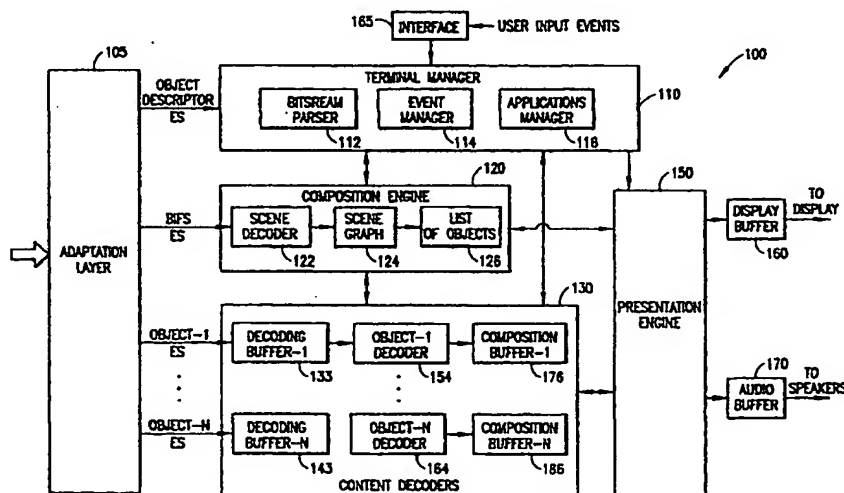 165
INTERFACE
USER INPUT EVENTS
105
100
OBJECT
DESCRIPTOR
ES
TERMINAL MANAGER
110
BITSREAM
PARSER
112
EVENT
MANAGER
114
APPLICATIONS
MANAGER
118
120
COMPOSITION ENGINE
BIFS
ES
SCENE
DECODER
122
SCENE
GRAPH
124
LIST
OF OBJECTS
126
150
TO
DISPLAY
DISPLAY
BUFFER
160
ADAPTATION
LAYER
130
PRESENTATION
ENGINE
OBJECT-1
ES
DECODING
BUFFER-1
133
OBJECT-1
DECODER
154
COMPOSITION
BUFFER-1
176
170
TO
SPEAKERS
AUDIO
BUFFER
OBJECT-N
ES
DECODING
BUFFER-N
143
OBJECT-N
DECODER
164
COMPOSITION
BUFFER-N
186
CONTENT DECODERS